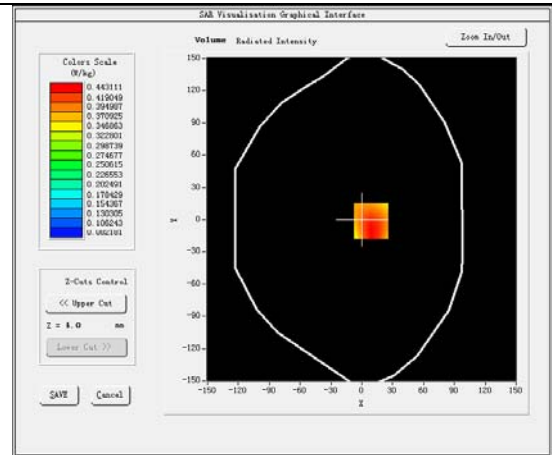 SAR Visualisation Graphical Interface
Volume Radiated Intensity
Zoom In/Out
Colors Scale
(W/kg)
0.443111
0.419049
0.394987
0.370925
0.346863
0.322801
0.298739
0.274677
0.250615
0.226553
0.202491
0.178429
0.154367
0.130305
0.106243
0.082181
Z-Cuts Control
<< Upper Cut
Z = 4.0 mm
Lower Cut >>
SAVE
Cancel
150
120
90
60
30
0
-30
-60
-90
-120
-150
Y
-150 -120 -90 -60 -30 0 30 60 90 120 150
X